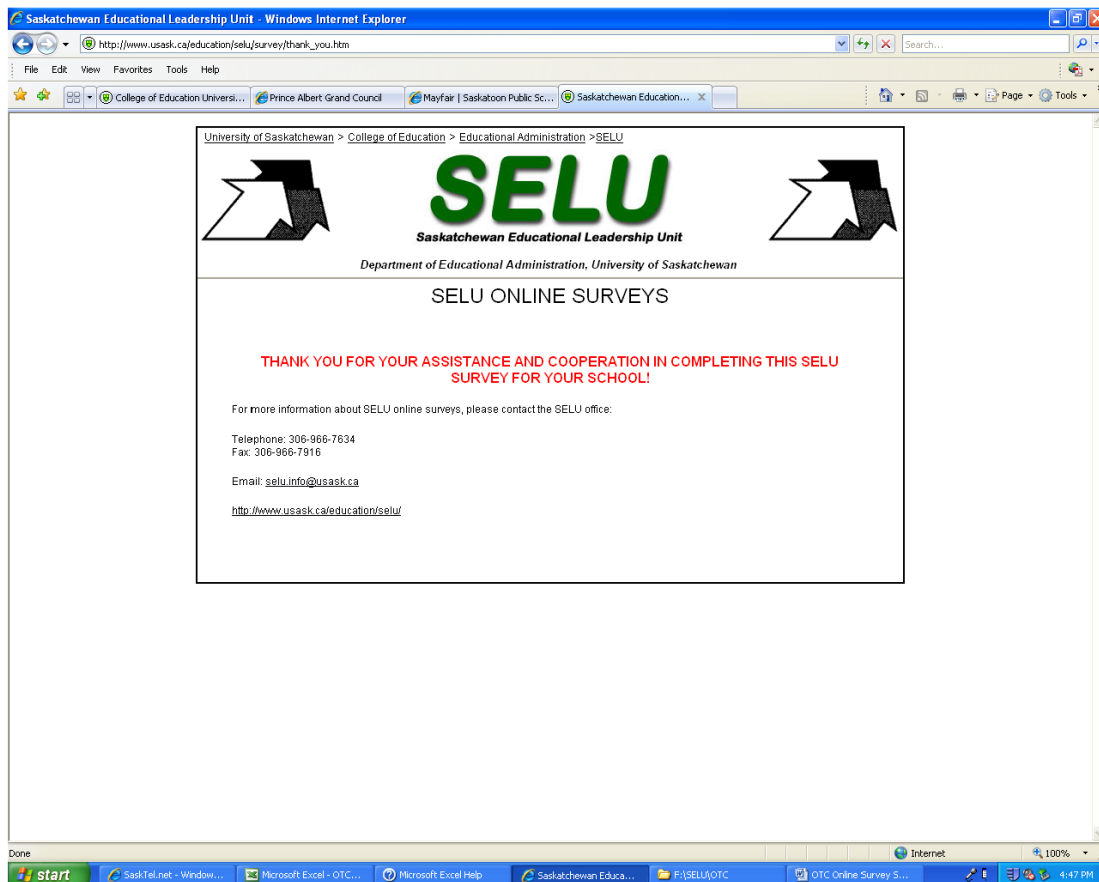 Saskatchewan Educational Leadership Unit - Windows Internet Explorer
http://www.usask.ca/education/selu/survey/thank_you.htm
Search...
File Edit View Favorites Tools Help
College of Education Universi...
Prince Albert Grand Council
Mayfair | Saskatoon Public Sc...
Saskatchewan Education...
Page
Tools
University of Saskatchewan > College of Education > Educational Administration >SELU
SELU
Saskatchewan Educational Leadership Unit
Department of Educational Administration, University of Saskatchewan
SELU ONLINE SURVEYS
THANK YOU FOR YOUR ASSISTANCE AND COOPERATION IN COMPLETING THIS SELU
SURVEY FOR YOUR SCHOOL!
For more information about SELU online surveys, please contact the SELU office:
Telephone: 306-966-7634
Fax: 306-966-7916
Email: selu.info@usask.ca
http://www.usask.ca/education/selu/
Done
Internet
100%
start
SaskTel.net - Window...
Microsoft Excel - OTC...
Microsoft Excel Help
Saskatchewan Educa...
F:\SELU\OTC
OTC Online Survey S...
4:47 PM